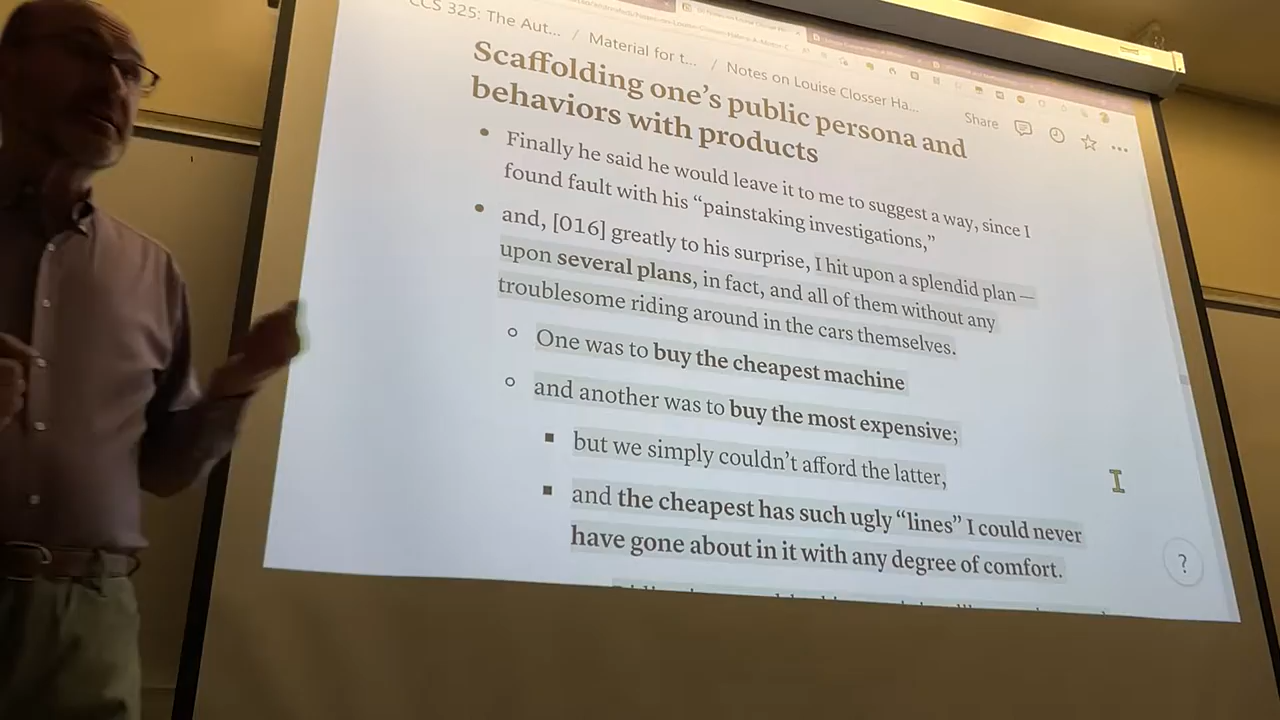 CCS 325: The Aut... / Material for t... / Notes on Louise Closser Ha...
Share
Scaffolding one's public persona and
behaviors with products
• Finally he said he would leave it to me to suggest a way, since I
found fault with his “painstaking investigations,”
• and, [016] greatly to his surprise, I hit upon a splendid plan—
upon several plans, in fact, and all of them without any
troublesome riding around in the cars themselves.
One was to buy the cheapest machine
and another was to buy the most expensive;
but we simply couldn't afford the latter,
and the cheapest has such ugly “lines” I could never
have gone about in it with any degree of comfort.
?